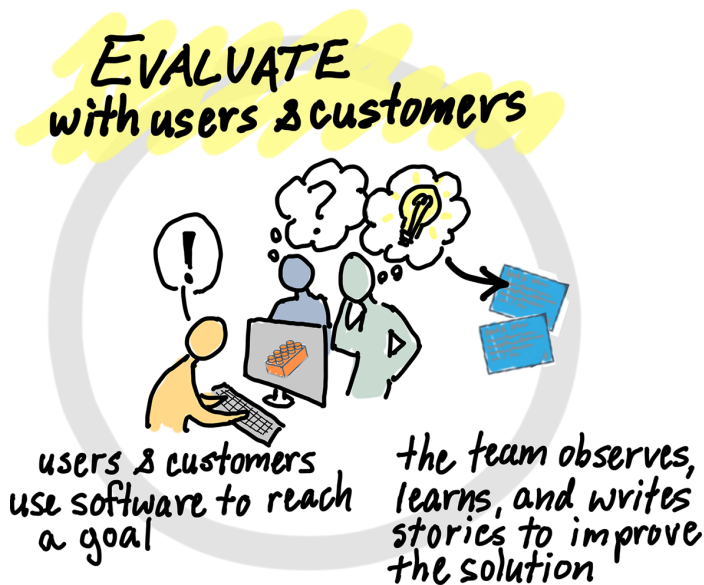 EVALUATE
with users & customers
!
?
users & customers
use software to reach
a goal
the team observes,
learns, and writes
stories to improve
the solution